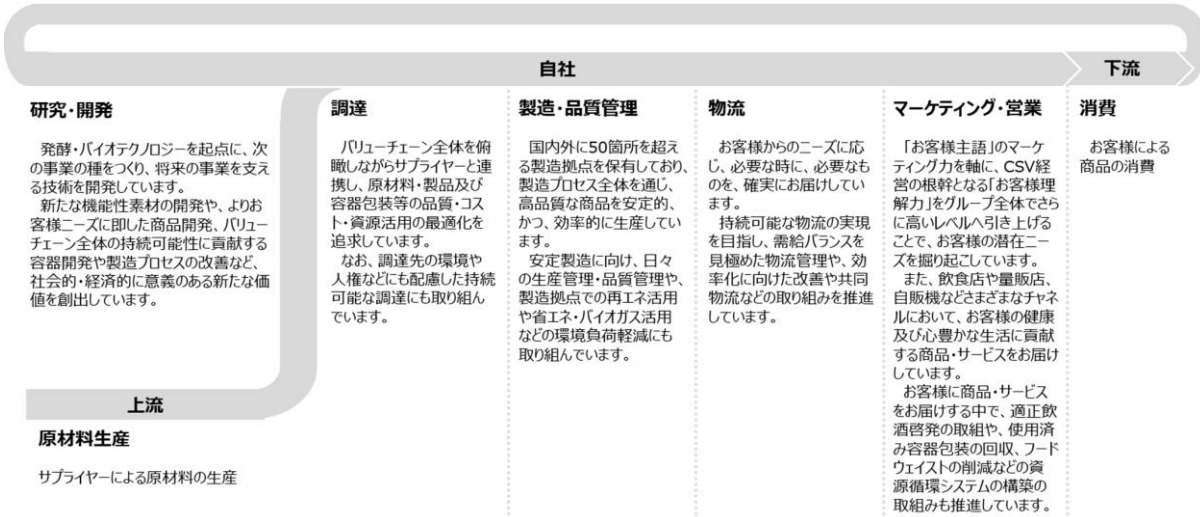 自社
下流
研究・開発
発酵・バイオテクノロジーを起点に、次
の事業の種をつくり、将来の事業を支え
る技術を開発しています。
新たな機能性素材の開発や、よりお
客様ニーズに即した商品開発、バリュー
チェーン全体の持続可能性に貢献する
容器開発や製造プロセスの改善など、
社会的・経済的に意義のある新たな価
値を創出しています。
上流
原材料生産
サプライヤーによる原材料の生産
調達
バリューチェーン全体を俯
瞰しながらサプライヤーと連
携し、原材料・製品及び
容器包装等の品質・コス
ト・資源活用の最適化を
追求しています。
なお、調達先の環境や
人権などにも配慮した持続
可能な調達にも取り組ん
でいます。
製造・品質管理
国内外に50箇所を超え
る製造拠点を保有しており、
製造プロセス全体を通じ、
高品質な商品を安定的、
かつ、効率的に生産してい
ます。
安定製造に向け、日々
の生産管理・品質管理や、
製造拠点での再エネ活用
や省エネ・バイオガス活用
などの環境負荷軽減にも
取り組んでいます。
物流
お客様からのニーズに応
じ、必要な時に、必要なも
のを、確実にお届けしてい
ます。
持続可能な物流の実現
を目指し、需給バランスを
見極めた物流管理や、効
率化に向けた改善や共同
物流などの取り組みを推進
しています。
マーケティング・営業
「お客様主語」のマーケ
ティング力を軸に、CSV経
営の根幹となる「お客様理
解力」をグループ全体でさら
に高いレベルへ引き上げる
ことで、お客様の潜在ニー
ズを掘り起こしています。
また、飲食店や量販店、
自販機などさまざまなチャネ
ルにおいて、お客様の健康
及び心豊かな生活に貢献
する商品・サービスをお届け
しています。
お客様に商品・サービス
をお届けする中で、適正飲
酒啓発の取組や、使用済
み容器包装の回収、フード
ウェイストの削減などの資
源循環システムの構築の
取組みも推進しています。
消費
お客様による
商品の消費